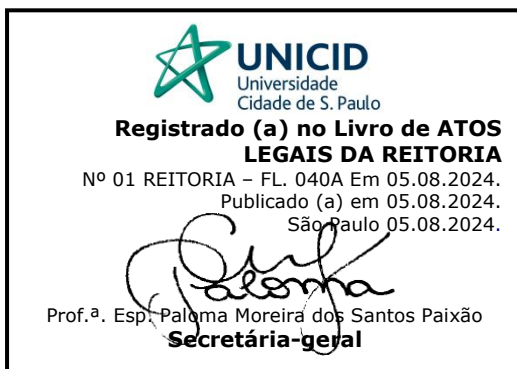 UNICID
Universidade
Cidade de S. Paulo
Registrado (a) no Livro de ATOS
LEGAIS DA REITORIA
Nº 01 REITORIA – FL. 040A Em 05.08.2024.
Publicado (a) em 05.08.2024.
São Paulo 05.08.2024.
Paloma
Prof.ª. Esp. Paloma Moreira dos Santos Paixão
Secretária-geral